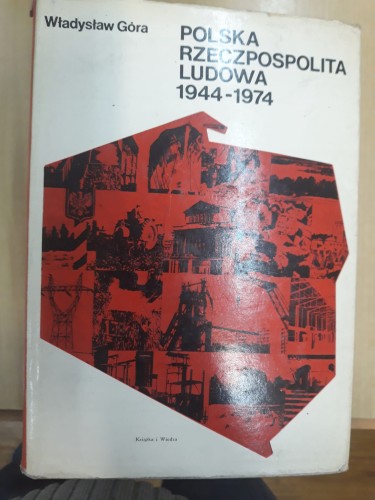 Władysław Góra
POLSKA
RZECZPOSPOLITA
LUDOWA
1944-1974
Książka i Wiedza